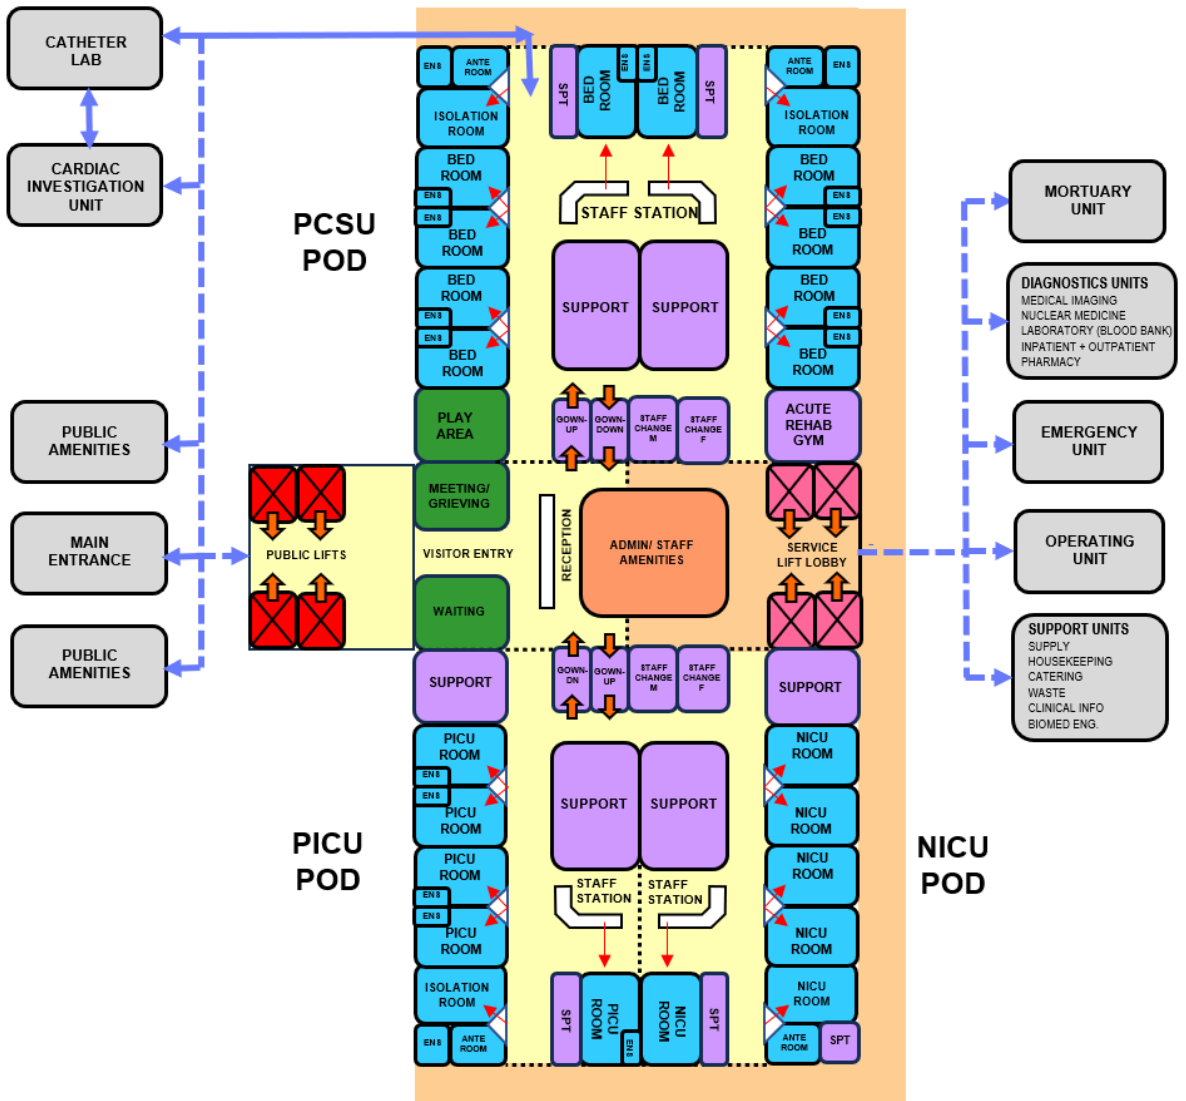 CATHETER
LAB
CARDIAC
INVESTIGATION
UNIT
PUBLIC
AMENITIES
MAIN
ENTRANCE
PUBLIC
AMENITIES
PCSU
POD
PICU
POD
NICU
POD
ENS
ANTE
ROOM
ISOLATION
ROOM
BED
ROOM
ENS
ENS
BED
ROOM
BED
ROOM
ENS
ENS
BED
ROOM
PLAY
AREA
MEETING/
GRIEVING
VISITOR ENTRY
WAITING
SUPPORT
PUBLIC LIFTS
SPT
BED
ROOM
ENS
ENS
BED
ROOM
SPT
STAFF STATION
SUPPORT
SUPPORT
GOWN-
UP
GOWN-
DOWN
STAFF
CHANGE
M
STAFF
CHANGE
F
RECEPTION
ADMIN/ STAFF
AMENITIES
GOWN-
DN
GOWN-
UP
STAFF
CHANGE
M
STAFF
CHANGE
F
SUPPORT
SUPPORT
STAFF
STATION
STAFF
STATION
SPT
PICU
ROOM
ENS
NICU
ROOM
SPT
ANTE
ROOM
ENS
ISOLATION
ROOM
BED
ROOM
ENS
ENS
BED
ROOM
BED
ROOM
ENS
ENS
BED
ROOM
ACUTE
REHAB
GYM
SERVICE
LIFT LOBBY
SUPPORT
PICU
ROOM
ENS
ENS
PICU
ROOM
PICU
ROOM
ENS
ENS
PICU
ROOM
ISOLATION
ROOM
ENS
ANTE
ROOM
NICU
ROOM
NICU
ROOM
NICU
ROOM
NICU
ROOM
NICU
ROOM
ANTE
ROOM
SPT
MORTUARY
UNIT
DIAGNOSTICS UNITS
MEDICAL IMAGING
NUCLEAR MEDICINE
LABORATORY (BLOOD BANK)
INPATIENT + OUTPATIENT
PHARMACY
EMERGENCY
UNIT
OPERATING
UNIT
SUPPORT UNITS
SUPPLY
HOUSEKEEPING
CATERING
WASTE
CLINICAL INFO
BIOMED ENG.